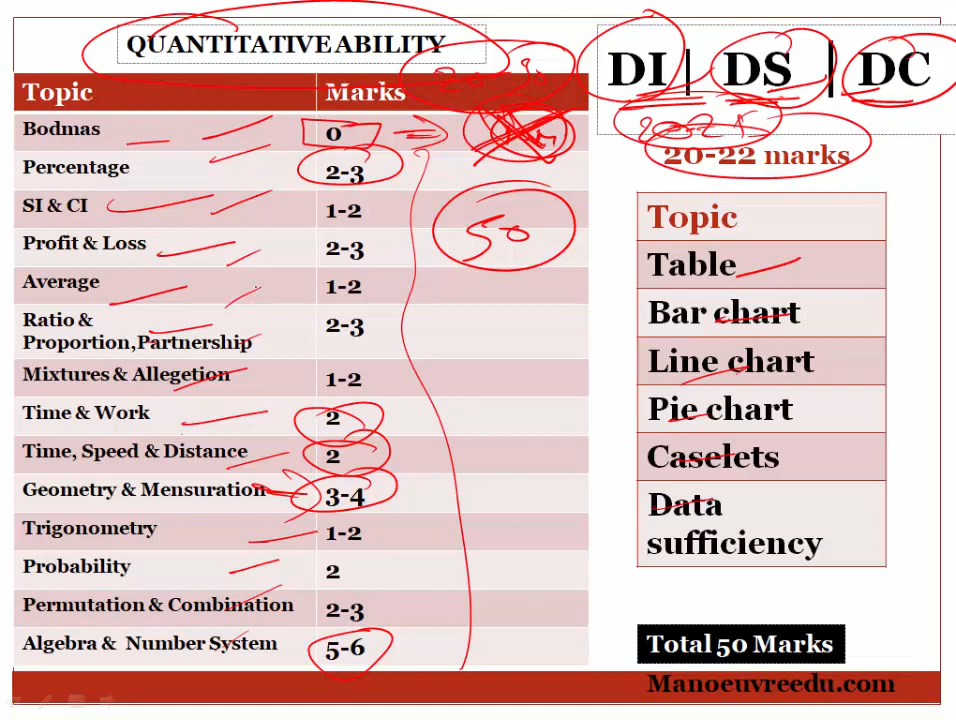 QUANTITATIVE ABILITY
Topic Marks
Bodmas 0
Percentage 2-3
SI & CI 1-2
Profit & Loss 2-3
Average 1-2
Ratio &
Proportion,Partnership 2-3
Mixtures & Allegetion 1-2
Time & Work 2
Time, Speed & Distance 2
Geometry & Mensuration 3-4
Trigonometry 1-2
Probability 2
Permutation & Combination 2-3
Algebra & Number System 5-6
50
DI | DS | DC
20-22 marks
Topic
Table
Bar chart
Line chart
Pie chart
Caselets
Data
sufficiency
Total 50 Marks
Manoeuvreedu.com